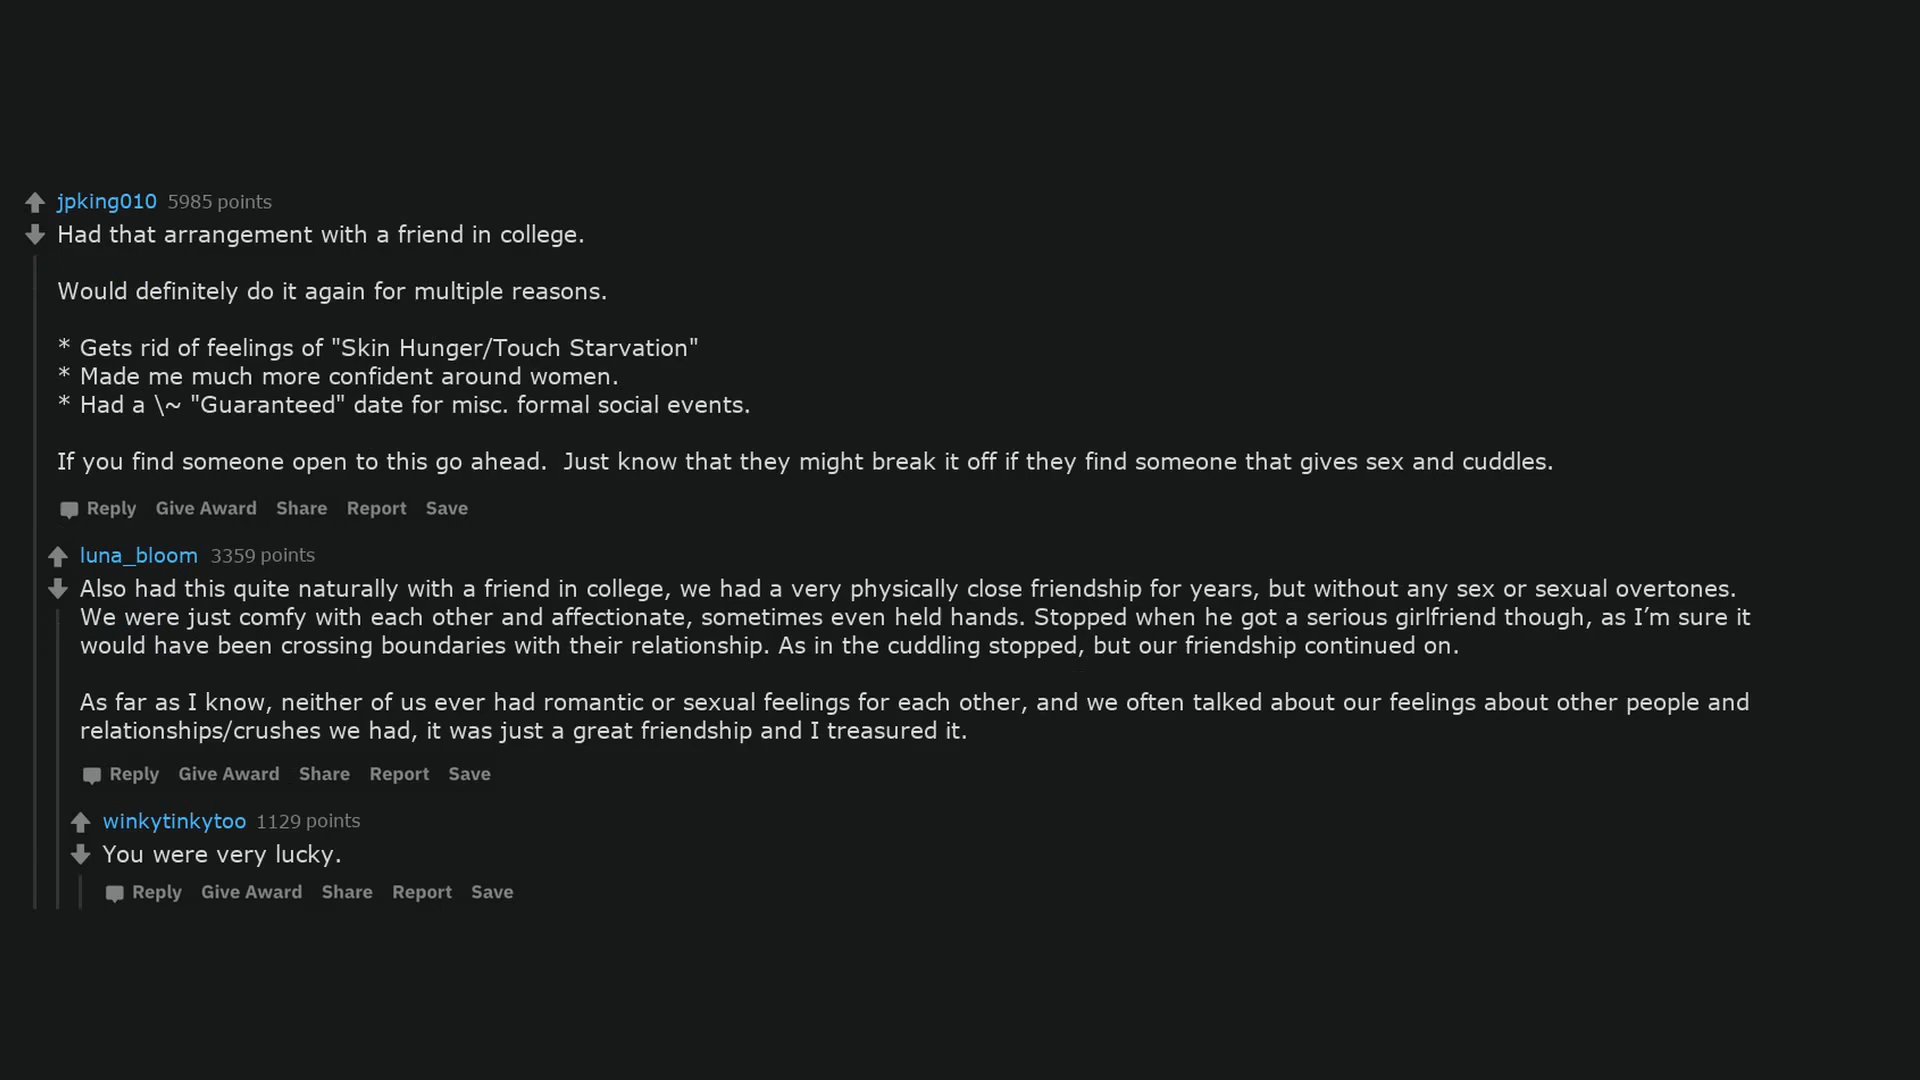 jpking010 5985 points
Had that arrangement with a friend in college.
Would definitely do it again for multiple reasons.
* Gets rid of feelings of "Skin Hunger/Touch Starvation"
* Made me much more confident around women.
* Had a \~ "Guaranteed" date for misc. formal social events.
If you find someone open to this go ahead.  Just know that they might break it off if they find someone that gives sex and cuddles.
Reply Give Award Share Report Save
luna_bloom 3359 points
Also had this quite naturally with a friend in college, we had a very physically close friendship for years, but without any sex or sexual overtones.
We were just comfy with each other and affectionate, sometimes even held hands. Stopped when he got a serious girlfriend though, as I’m sure it
would have been crossing boundaries with their relationship. As in the cuddling stopped, but our friendship continued on.
As far as I know, neither of us ever had romantic or sexual feelings for each other, and we often talked about our feelings about other people and
relationships/crushes we had, it was just a great friendship and I treasured it.
Reply Give Award Share Report Save
winkytinkytoo 1129 points
You were very lucky.
Reply Give Award Share Report Save